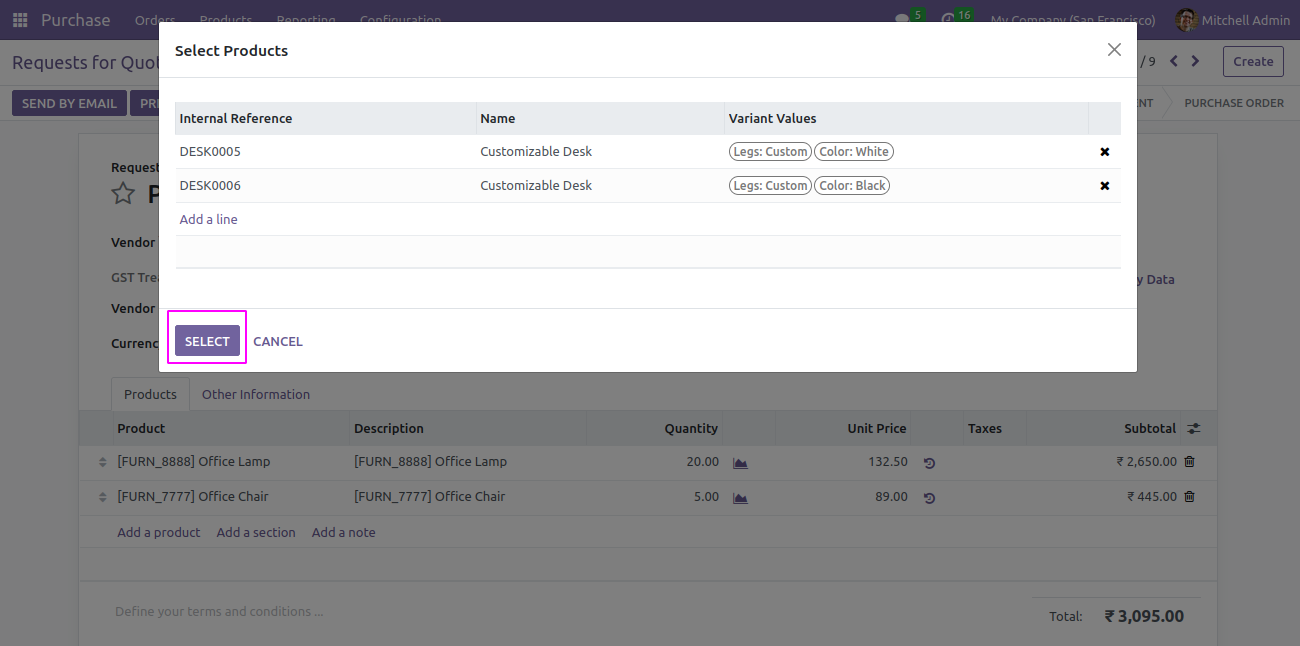 Purchase Orders Products Reporting Configuration 5 16 My Company (San Francisco) Mitchell Admin
Requests for Quot / 9 Create
SEND BY EMAIL PRI ENT PURCHASE ORDER
Select Products
Internal Reference Name Variant Values
DESK0005 Customizable Desk Legs: Custom Color: White
DESK0006 Customizable Desk Legs: Custom Color: Black
Add a line
SELECT CANCEL
Request
P
Vendor
GST Trea
y Data
Vendor
Currenc
Products Other Information
Product Description Quantity Unit Price Taxes Subtotal
[FURN_8888] Office Lamp [FURN_8888] Office Lamp 20.00 132.50 ₹ 2,650.00
[FURN_7777] Office Chair [FURN_7777] Office Chair 5.00 89.00 ₹ 445.00
Add a product Add a section Add a note
Define your terms and conditions ...
Total: ₹ 3,095.00